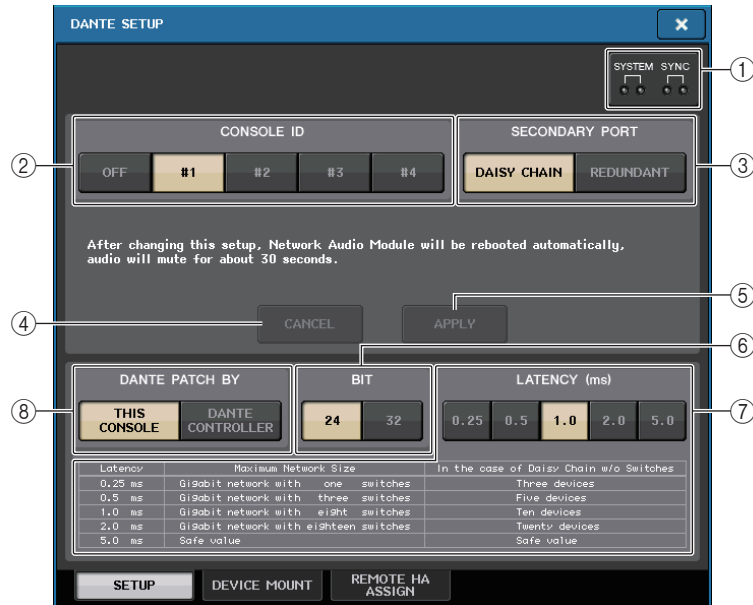 DANTE SETUP
×
SYSTEM SYNC
①
CONSOLE ID
SECONDARY PORT
②
OFF #1 #2 #3 #4
DAISY CHAIN REDUNDANT
③
After changing this setup, Network Audio Module will be rebooted automatically,
audio will mute for about 30 seconds.
④
CANCEL APPLY
⑤
⑥
DANTE PATCH BY
BIT
LATENCY (ms)
⑧
THIS CONSOLE
DANTE CONTROLLER
24 32
0.25 0.5 1.0 2.0 5.0
⑦
Latency Maximum Network Size In the case of Daisy Chain w/o Switches
0.25 ms Gigabit network with one switches Three devices
0.5 ms Gigabit network with three switches Five devices
1.0 ms Gigabit network with eight switches Ten devices
2.0 ms Gigabit network with eighteen switches Twenty devices
5.0 ms Safe value Safe value
SETUP DEVICE MOUNT REMOTE HA ASSIGN